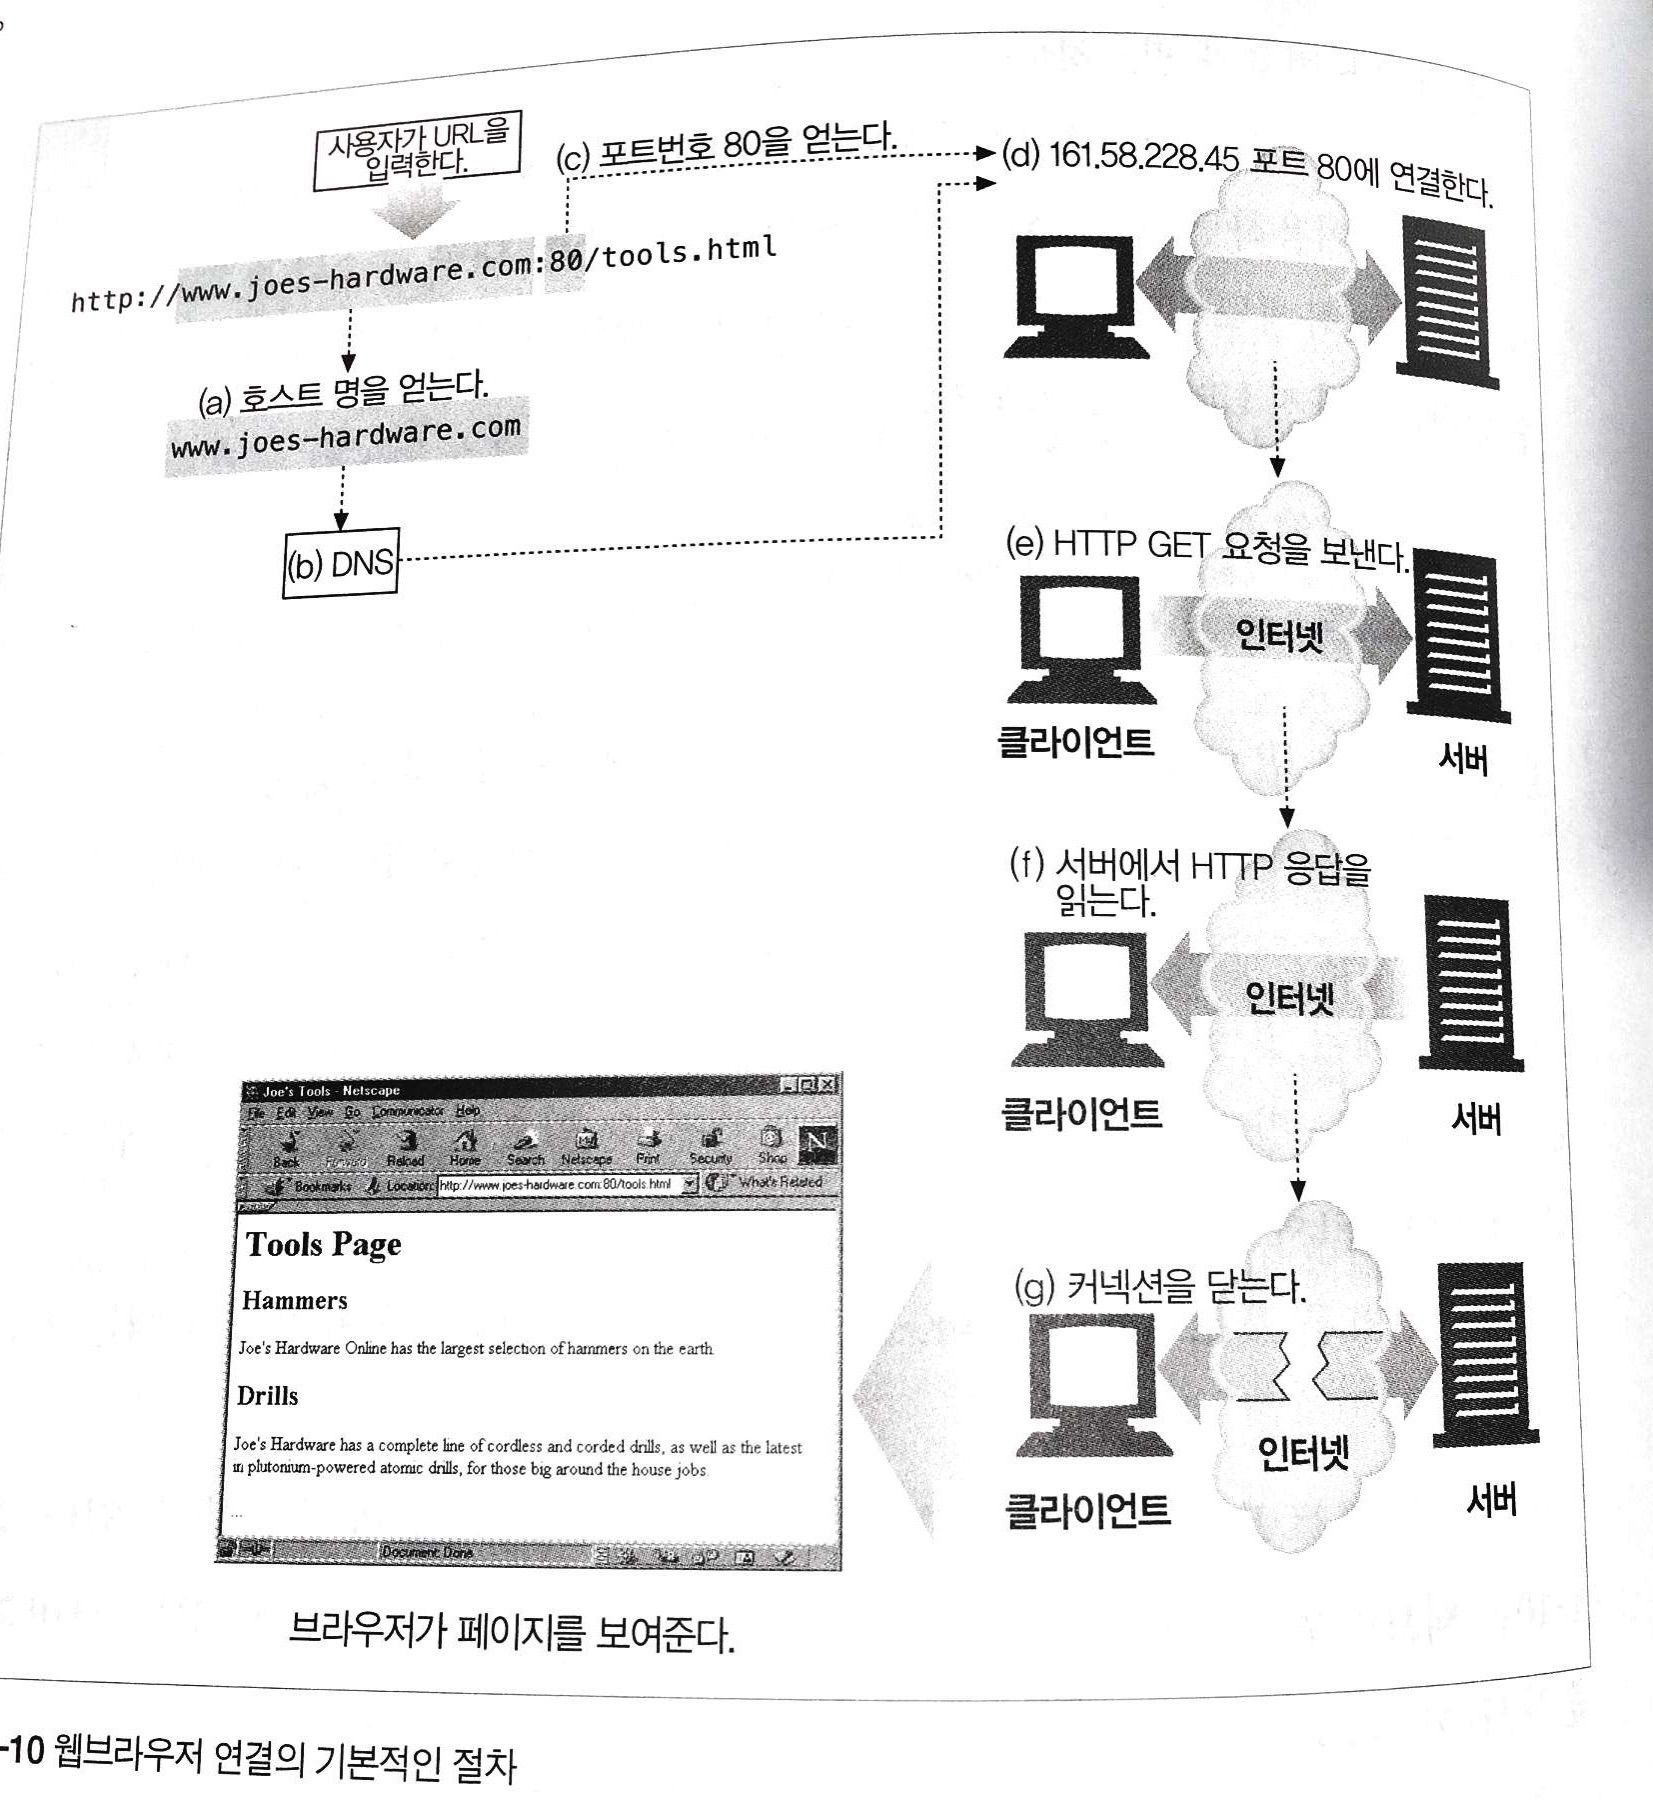 사용자가 URL을
입력한다.
(c) 포트번호 80을 얻는다.
(d) 161.58.228.45 포트 80에 연결한다.
http://www.joes-hardware.com:80/tools.html
(a) 호스트 명을 얻는다.
www.joes-hardware.com
(b) DNS
(e) HTTP GET 요청을 보낸다.
인터넷
클라이언트
서버
(f) 서버에서 HTTP 응답을
읽는다.
인터넷
클라이언트
서버
(g) 커넥션을 닫는다.
인터넷
클라이언트
서버
Joe's Tools - Netscape
File Edit View Go Communicator Help
Back Forward Reload Home Search Netscape Print Security Shop
N
Bookmarks Location: http://www.joes-hardware.com:80/tools.html What's Related
Tools Page
Hammers
Joe's Hardware Online has the largest selection of hammers on the earth.
Drills
Joe's Hardware has a complete line of cordless and corded drills, as well as the latest
in plutonium-powered atomic drills, for those big around the house jobs.
...
Document: Done
브라우저가 페이지를 보여준다.
-10 웹브라우저 연결의 기본적인 절차